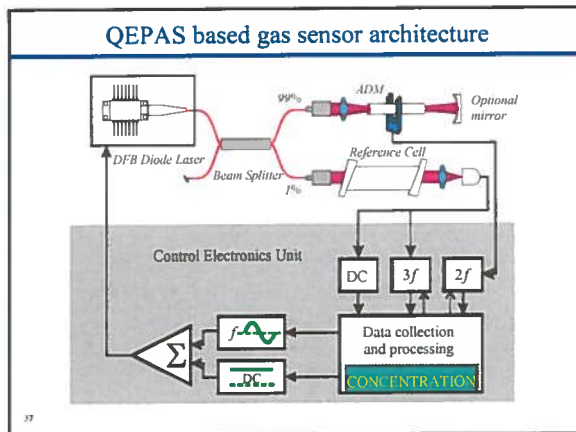 QEPAS based gas sensor architecture
99%
ADM
Optional
mirror
DFB Diode Laser
Beam Splitter
1%
Reference Cell
Control Electronics Unit
DC
3f
2f
f
Data collection
and processing
Σ
DC
CONCENTRATION
37